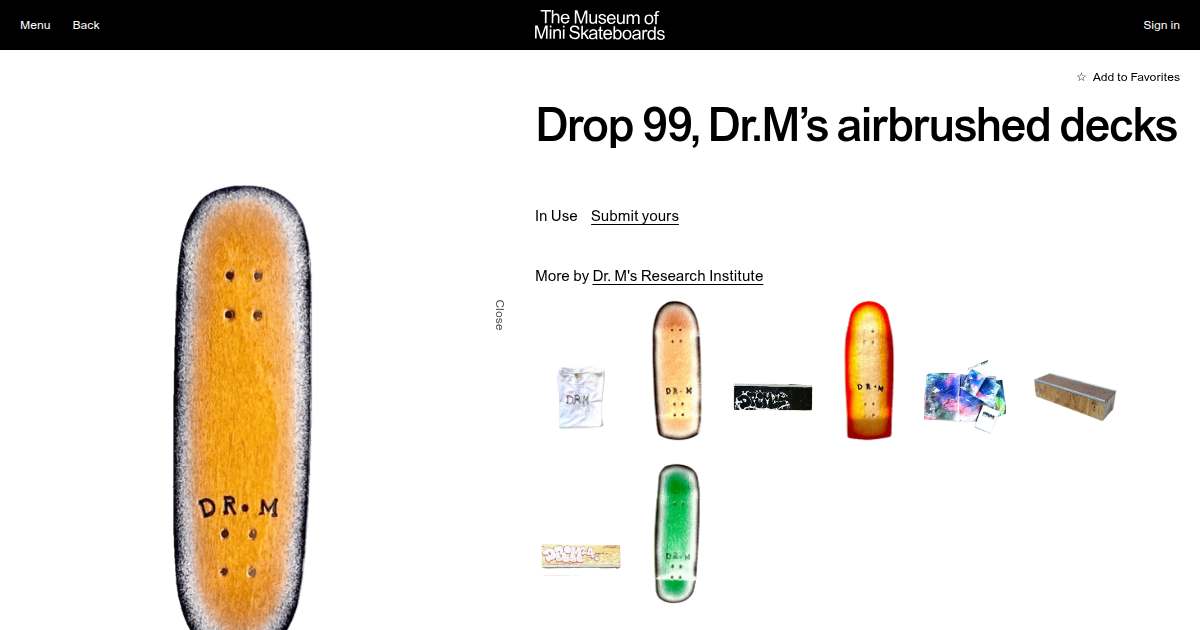 Menu
Back
The Museum of
Mini Skateboards
Sign in
☆ Add to Favorites
Drop 99, Dr.M’s airbrushed decks
In Use Submit yours
More by Dr. M's Research Institute
Close
DR•M
DR•M
DR•M
DR•M
DR•M